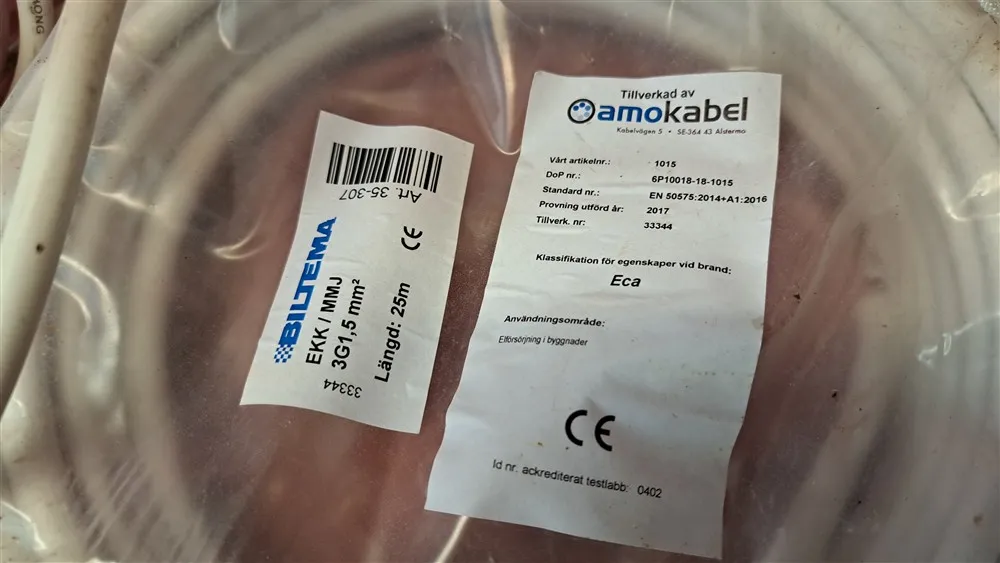 ONG
Art. 35-307
BILTEMA
CE
EKK / MMJ
3G1,5 mm²
Längd: 25m
33344
Tillverkad av
amokabel
Kabelvägen 5 • SE-364 43 Alstermo
Vårt artikelnr.: 1015
DoP nr.: 6P10018-18-1015
Standard nr.: EN 50575:2014+A1:2016
Provning utförd år: 2017
Tillverk. nr: 33344
Klassifikation för egenskaper vid brand:
Eca
Användningsområde:
Elförsörjning i byggnader
CE
Id nr. ackrediterat testlabb: 0402